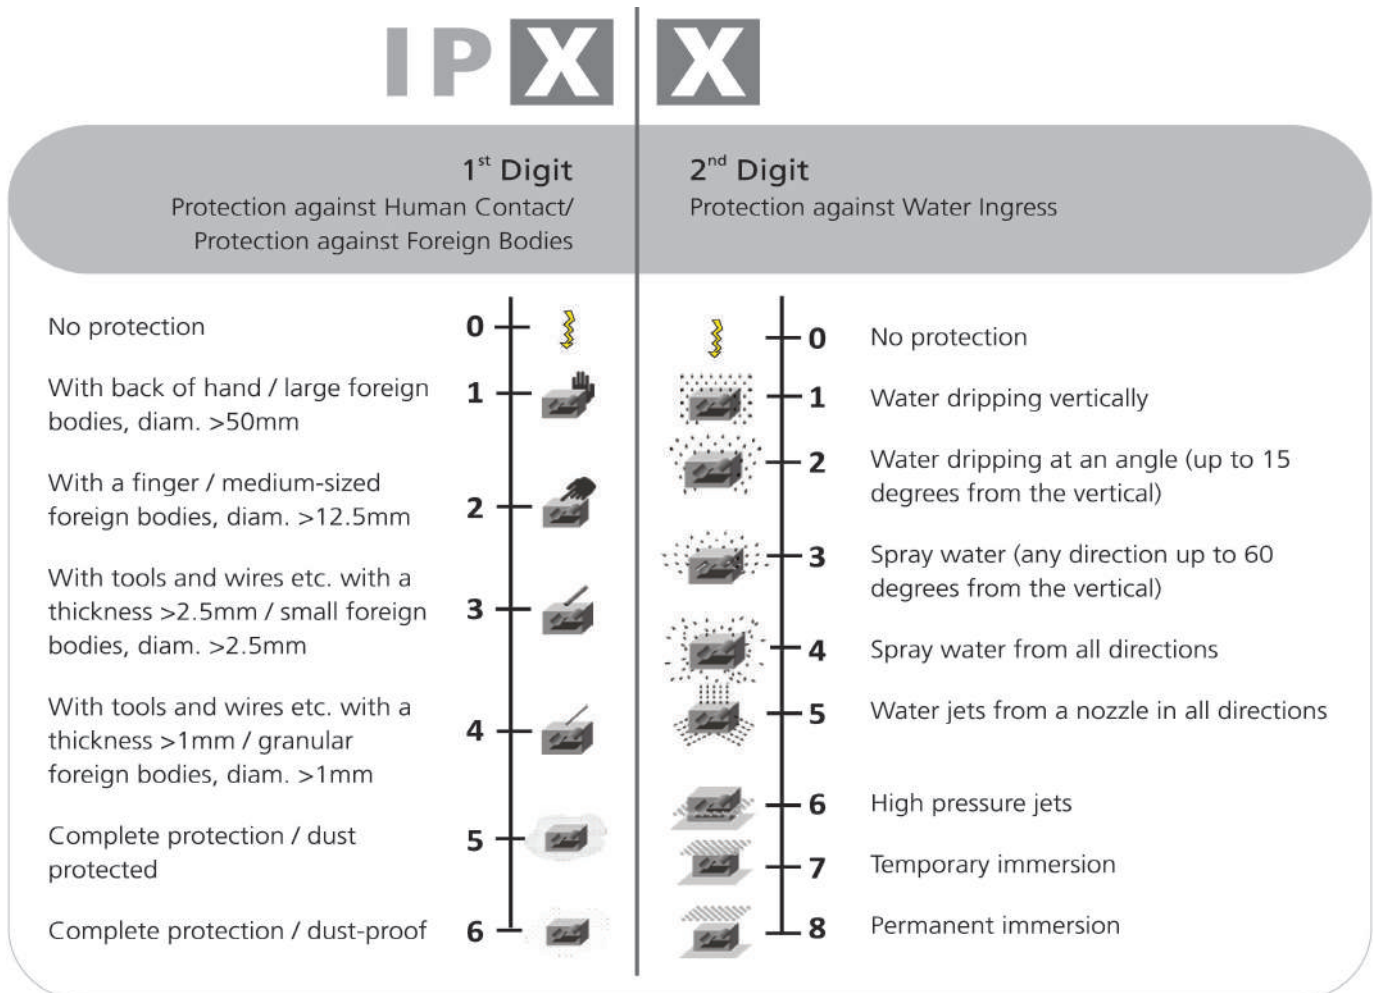 IPX X
1st Digit
Protection against Human Contact/
Protection against Foreign Bodies
No protection
0
With back of hand / large foreign
bodies, diam. >50mm
1
With a finger / medium-sized
foreign bodies, diam. >12.5mm
2
With tools and wires etc. with a
thickness >2.5mm / small foreign
bodies, diam. >2.5mm
3
With tools and wires etc. with a
thickness >1mm / granular
foreign bodies, diam. >1mm
4
Complete protection / dust
protected
5
Complete protection / dust-proof
6
2nd Digit
Protection against Water Ingress
0
No protection
1
Water dripping vertically
2
Water dripping at an angle (up to 15
degrees from the vertical)
3
Spray water (any direction up to 60
degrees from the vertical)
4
Spray water from all directions
5
Water jets from a nozzle in all directions
6
High pressure jets
7
Temporary immersion
8
Permanent immersion